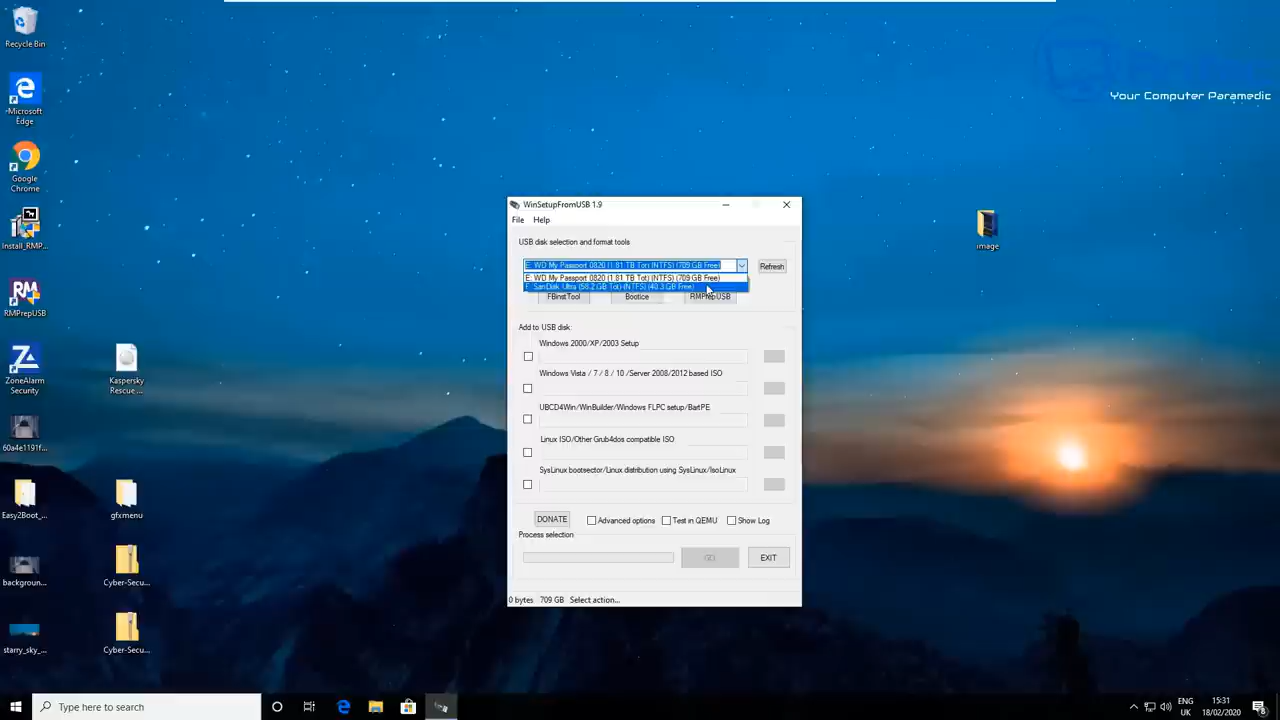 Recycle Bin
Microsoft
Edge
Google
Chrome
Install_RMP...
RMPrepUSB
ZoneAlarm
Security
Kaspersky
Rescue ...
60a4e1191f...
Easy2Boot_...
gfxmenu
backgroun...
Cyber-Secu...
starry_sky_...
Cyber-Secu...
Your Computer Paramedic
image
WinSetupFromUSB 1.9
File Help
USB disk selection and format tools
E: WD My Passport 0820 (1.81 TB Tot) (NTFS) (709 GB Free)
Refresh
E: WD My Passport 0820 (1.81 TB Tot) (NTFS) (709 GB Free)
F: SanDisk Ultra (58.2 GB Tot) (NTFS) (40.3 GB Free)
FBinstTool Bootice RMPrepUSB
Add to USB disk:
Windows 2000/XP/2003 Setup
Windows Vista / 7 / 8 / 10 /Server 2008/2012 based ISO
UBCD4Win/WinBuilder/Windows FLPC setup/BartPE
Linux ISO/Other Grub4dos compatible ISO
SysLinux bootsector/Linux distribution using SysLinux/IsoLinux
DONATE Advanced options Test in QEMU Show Log
Process selection
GO EXIT
0 bytes 709 GB Select action...
Type here to search
ENG
UK
15:31
18/02/2020